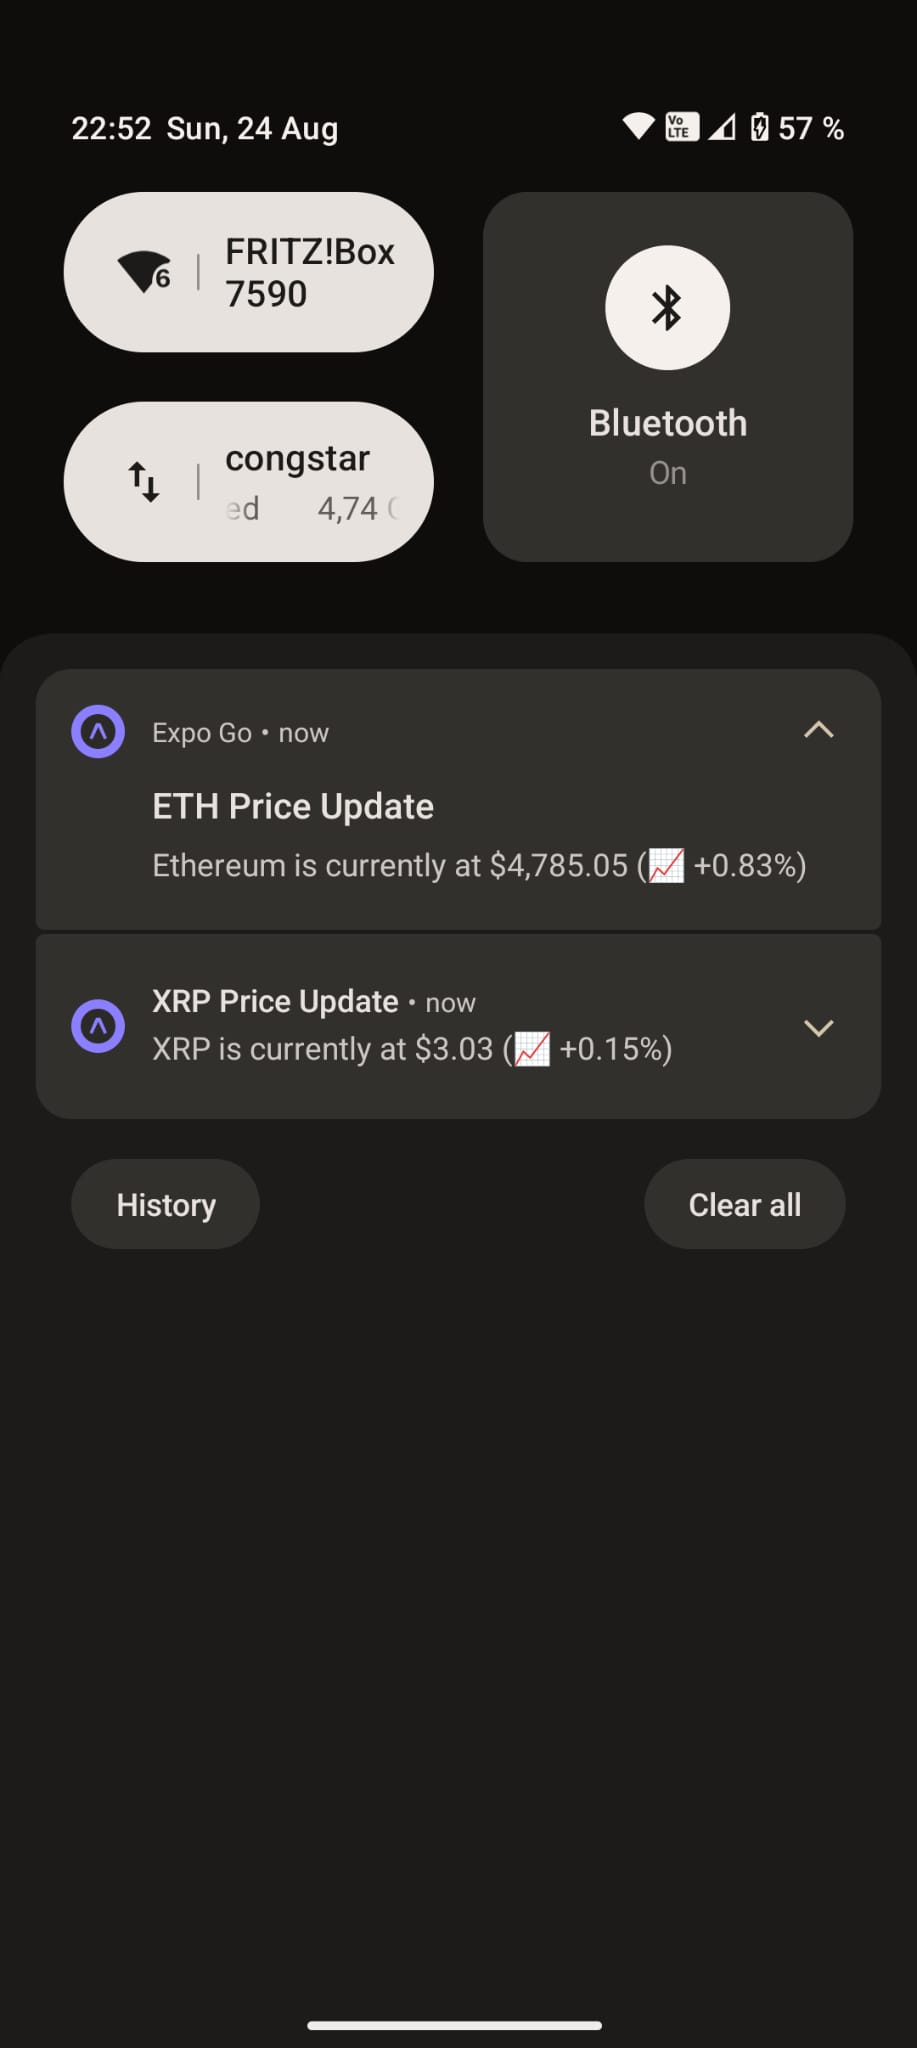 22:52 Sun, 24 Aug
Vo
LTE
57 %
6
FRITZ!Box
7590
congstar
4,74
Bluetooth
On
Expo Go • now
ETH Price Update
Ethereum is currently at $4,785.05 (📈 +0.83%)
XRP Price Update • now
XRP is currently at $3.03 (📈 +0.15%)
History
Clear all